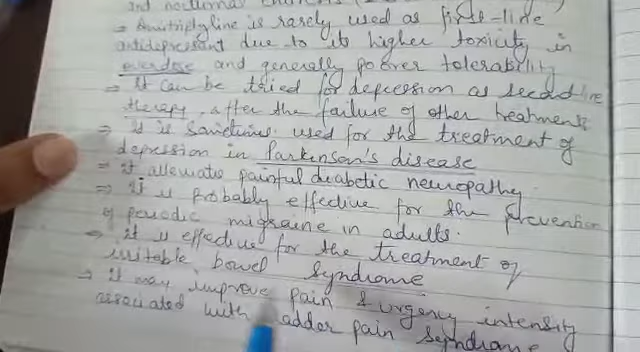 and nocturnal
→ Amitriptyline is rarely used as first-line
antidepressant due to its higher toxicity in
overdose and generally poorer tolerability
→ It can be tried for depression as second line
therapy, after the failure of other treatments
→ It is sometimes used for the treatment of
depression in Parkinson's disease
→ it alleviate painful diabetic neuropathy
→ It is probably effective for the prevention
of periodic migraine in adults.
→ it is effective for the treatment of
irritable bowel Syndrome
→ it may improve pain & urgency intensity
associated with adder pain Syndrome